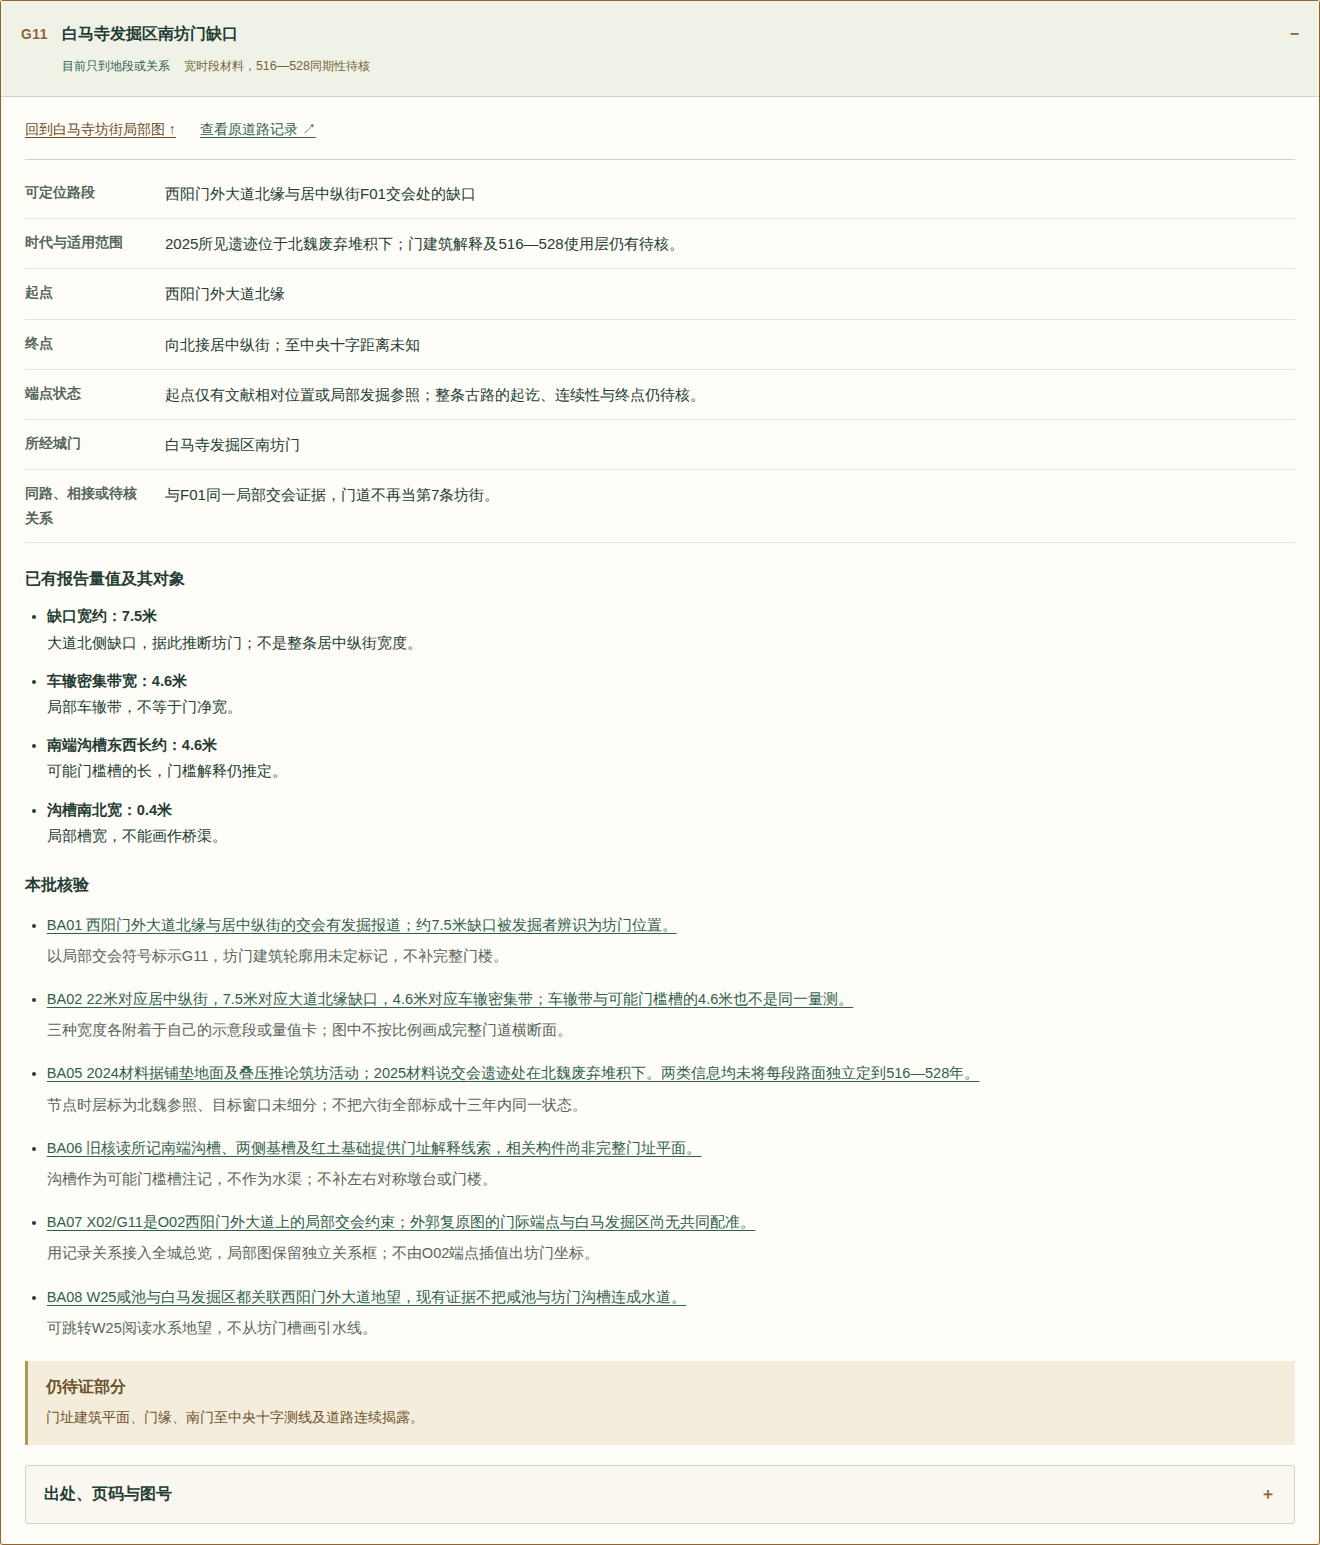 G11 白马寺发掘区南坊门缺口 −
目前只到地段或关系 宽时段材料，516—528同期性待核
回到白马寺坊街局部图 ↑ 查看原道路记录 ↗
可定位路段 西阳门外大道北缘与居中纵街F01交会处的缺口
时代与适用范围 2025所见遗迹位于北魏废弃堆积下；门建筑解释及516—528使用层仍有待核。
起点 西阳门外大道北缘
终点 向北接居中纵街；至中央十字距离未知
端点状态 起点仅有文献相对位置或局部发掘参照；整条古路的起讫、连续性与终点仍待核。
所经城门 白马寺发掘区南坊门
同路、相接或待核 与F01同一局部交会证据，门道不再当第7条坊街。
关系
已有报告量值及其对象
• 缺口宽约：7.5米
大道北侧缺口，据此推断坊门；不是整条居中纵街宽度。
• 车辙密集带宽：4.6米
局部车辙带，不等于门净宽。
• 南端沟槽东西长约：4.6米
可能门槛槽的长，门槛解释仍推定。
• 沟槽南北宽：0.4米
局部槽宽，不能画作桥渠。
本批核验
• BA01 西阳门外大道北缘与居中纵街的交会有发掘报道；约7.5米缺口被发掘者辨识为坊门位置。
以局部交会符号标示G11，坊门建筑轮廓用未定标记，不补完整门楼。
• BA02 22米对应居中纵街，7.5米对应大道北缘缺口，4.6米对应车辙密集带；车辙带与可能门槛槽的4.6米也不是同一量测。
三种宽度各附着于自己的示意段或量值卡；图中不按比例画成完整门道横断面。
• BA05 2024材料据铺垫地面及叠压推论筑坊活动；2025材料说交会遗迹处在北魏废弃堆积下。两类信息均未将每段路面独立定到516—528年。
节点时层标为北魏参照、目标窗口未细分；不把六街全部标成十三年内同一状态。
• BA06 旧核读所记南端沟槽、两侧基槽及红土基础提供门址解释线索，相关构件尚非完整门址平面。
沟槽作为可能门槛槽注记，不作为水渠；不补左右对称墩台或门楼。
• BA07 X02/G11是O02西阳门外大道上的局部交会约束；外郭复原图的门际端点与白马发掘区尚无共同配准。
用记录关系接入全城总览，局部图保留独立关系框；不由O02端点插值出坊门坐标。
• BA08 W25咸池与白马发掘区都关联西阳门外大道地望，现有证据不把咸池与坊门沟槽连成水道。
可跳转W25阅读水系地望，不从坊门槽画引水线。
仍待证部分
门址建筑平面、门缘、南门至中央十字测线及道路连续揭露。
出处、页码与图号 +